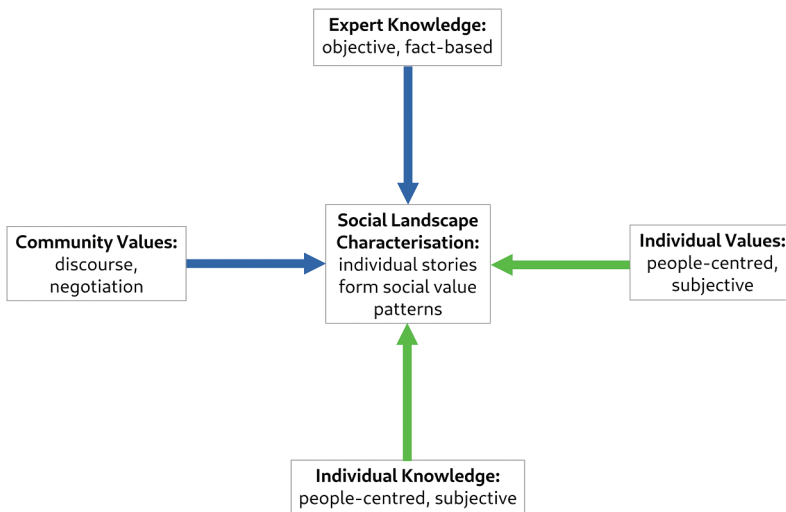 Expert Knowledge:
objective, fact-based
Social Landscape
Characterisation:
individual stories
form social value
patterns
Community Values:
discourse,
negotiation
Individual Values:
people-centred,
subjective
Individual Knowledge:
people-centred, subjective